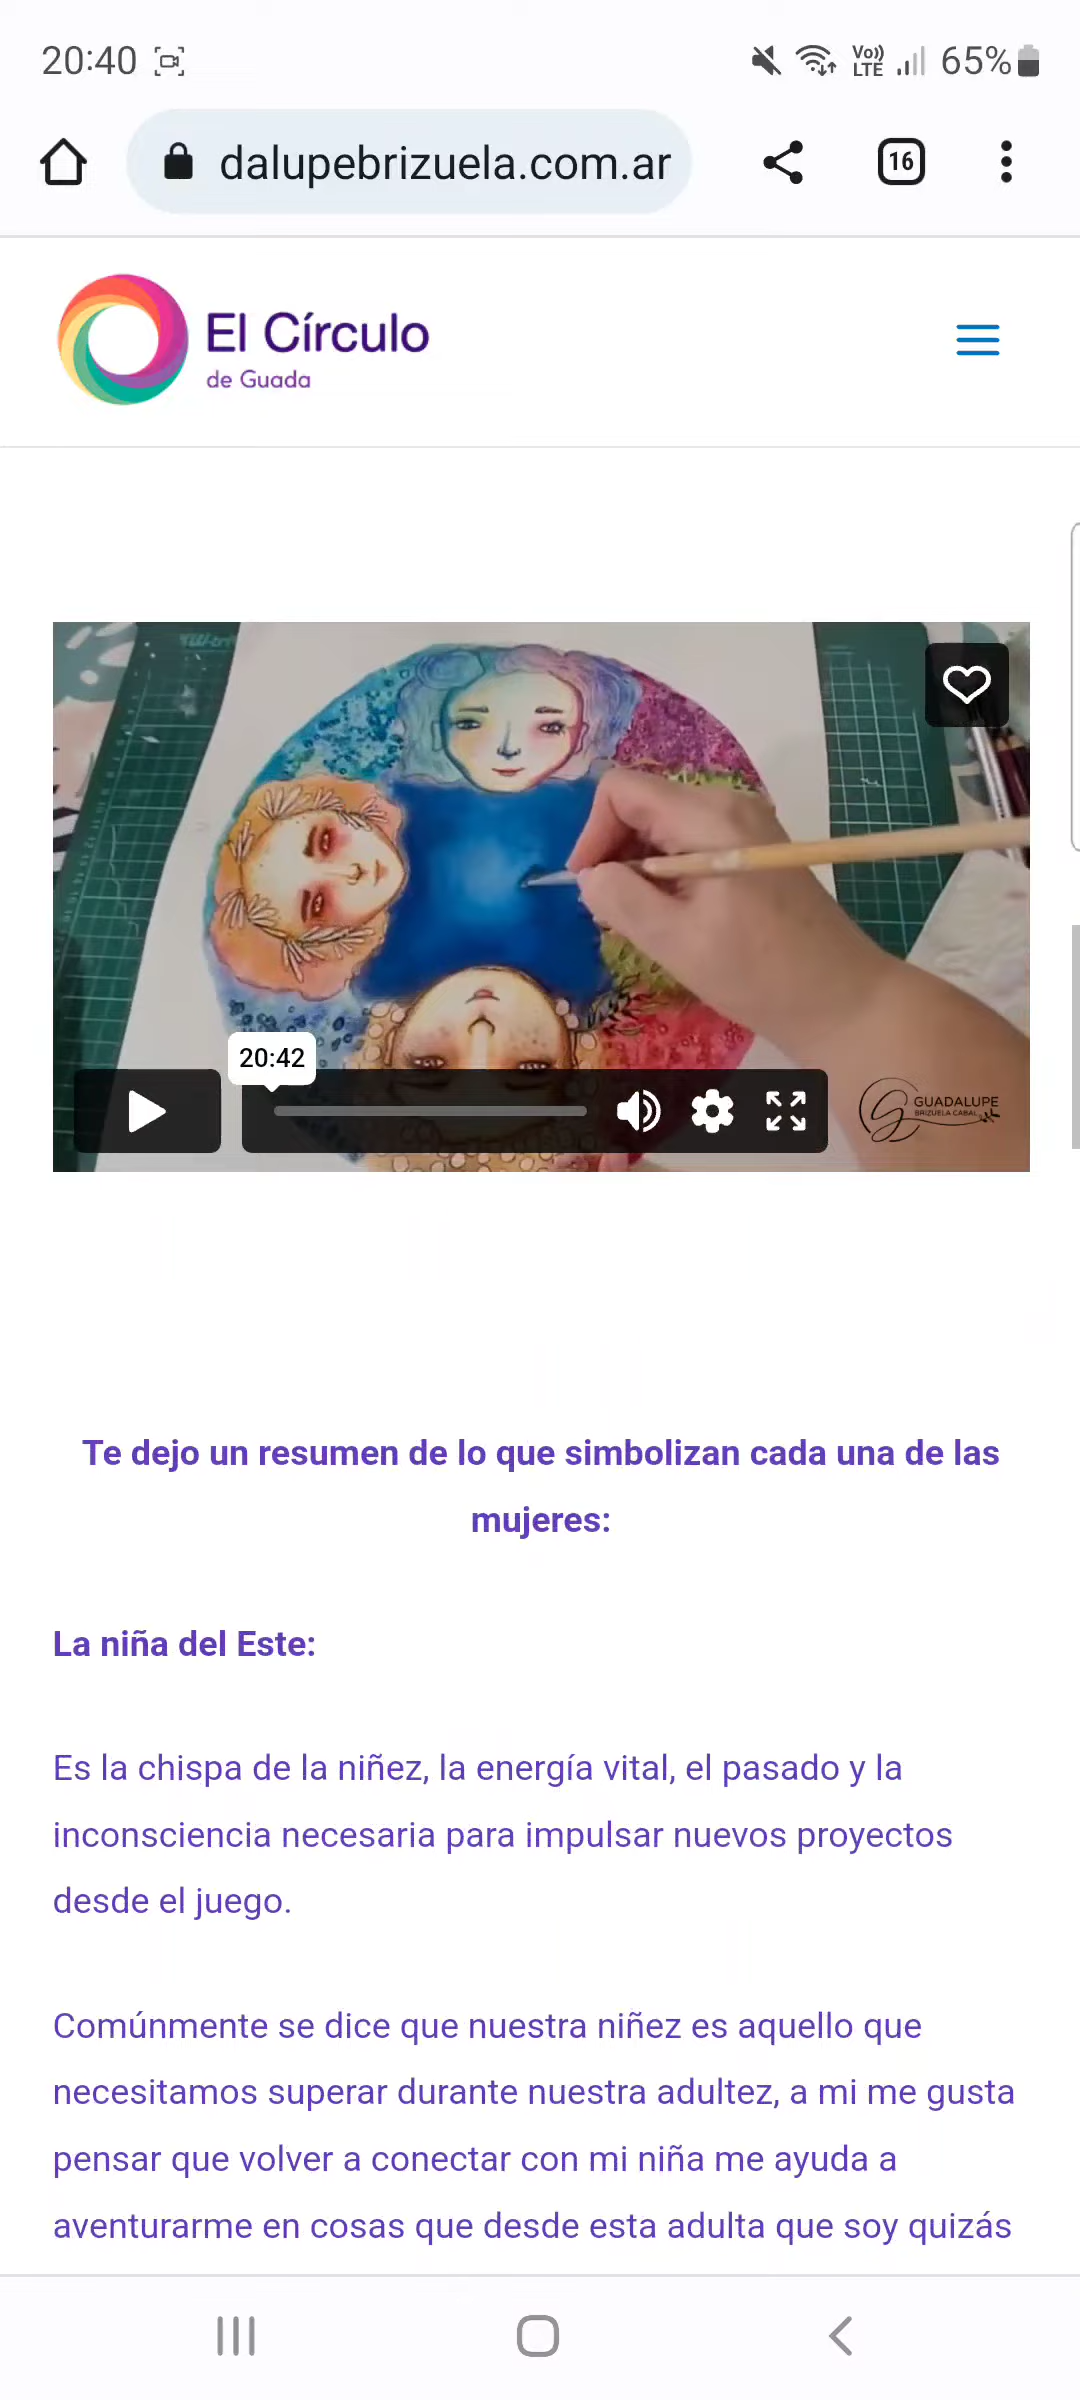 20:40
Vo)) LTE
65%
dalupebrizuela.com.ar
16
El Círculo
de Guada
20:42
GUADALUPE
BRIZUELA CABAL
Te dejo un resumen de lo que simbolizan cada una de las
mujeres:
La niña del Este:
Es la chispa de la niñez, la energía vital, el pasado y la
inconsciencia necesaria para impulsar nuevos proyectos
desde el juego.
Comúnmente se dice que nuestra niñez es aquello que
necesitamos superar durante nuestra adultez, a mi me gusta
pensar que volver a conectar con mi niña me ayuda a
aventurarme en cosas que desde esta adulta que soy quizás